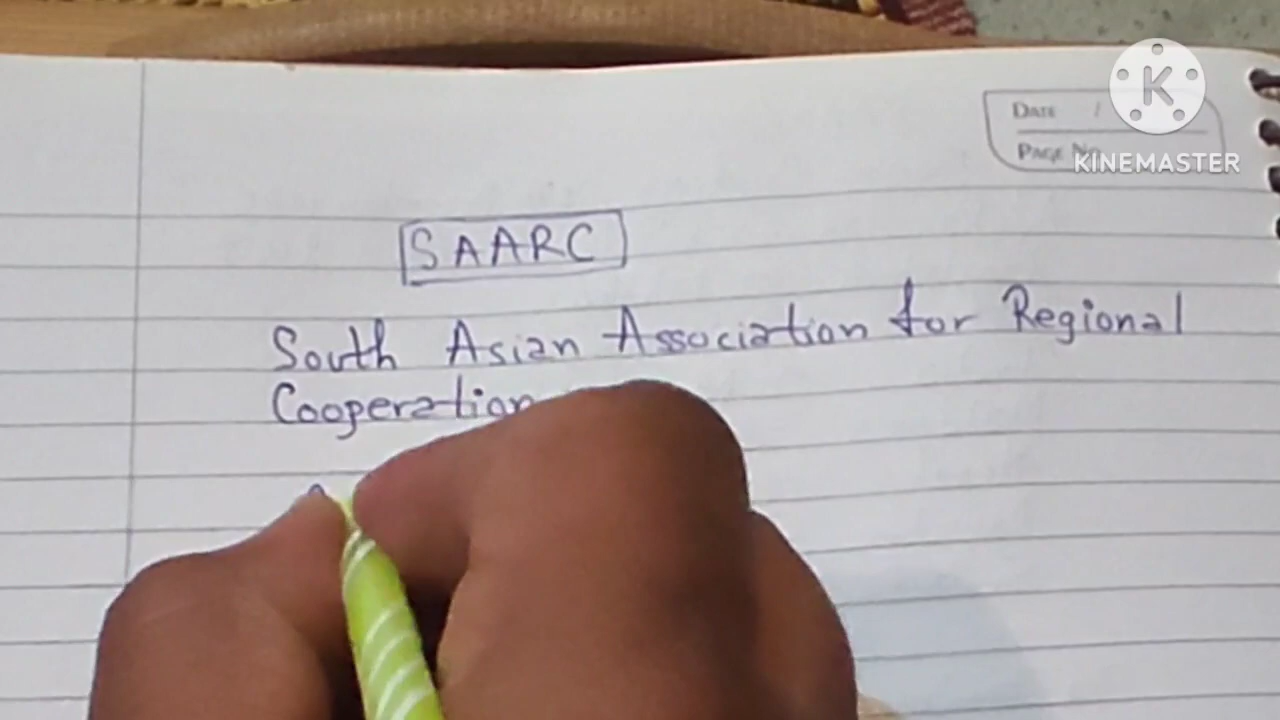 DATE /
PAGE No
K
KINEMASTER
SAARC
South Asian Association for Regional
Cooperation